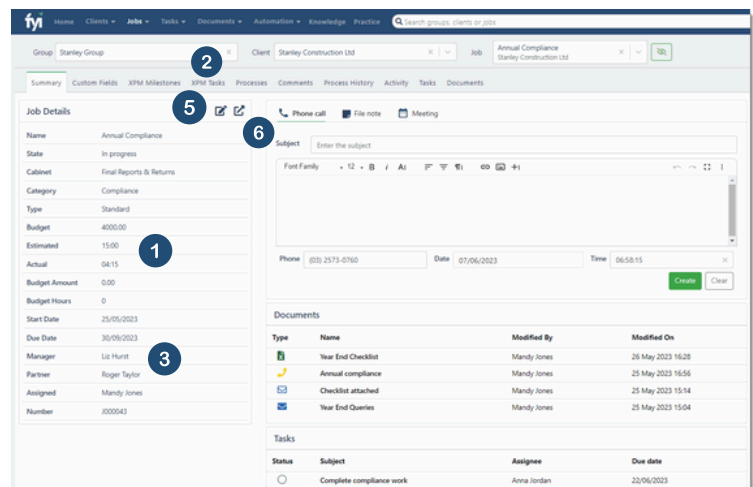 fyi Home Clients Jobs Tasks Documents Automation Knowledge Practice Search groups, clients or jobs
Group Stanley Group × Client Stanley Construction Ltd × Job Annual Compliance ×
Stanley Construction Ltd
2
Summary Custom Fields XPM Milestones XPM Tasks Processes Comments Process History Activity Tasks Documents
Job Details 5
Name Annual Compliance
State In progress
Cabinet Final Reports & Returns
Category Compliance
Type Standard
Budget 4000.00
Estimated 15:00
1
Actual 04:15
Budget Amount 0.00
Budget Hours 0
Start Date 25/05/2023
Due Date 30/09/2023
Manager Liz Hurst
3
Partner Roger Taylor
Assigned Mandy Jones
Number J000043
Phone call File note Meeting
6
Subject Enter the subject
Font Family 12 B I
Phone (03) 2573-0760 Date 07/06/2023 Time 06:58:15 ×
Create Clear
Documents
Type Name Modified By Modified On
Year End Checklist Mandy Jones 26 May 2023 16:28
Annual compliance Mandy Jones 25 May 2023 16:56
Checklist attached Mandy Jones 25 May 2023 15:14
Year End Queries Mandy Jones 25 May 2023 15:04
Tasks
Status Subject Assignee Due date
Complete compliance work Anna Jordan 22/06/2023